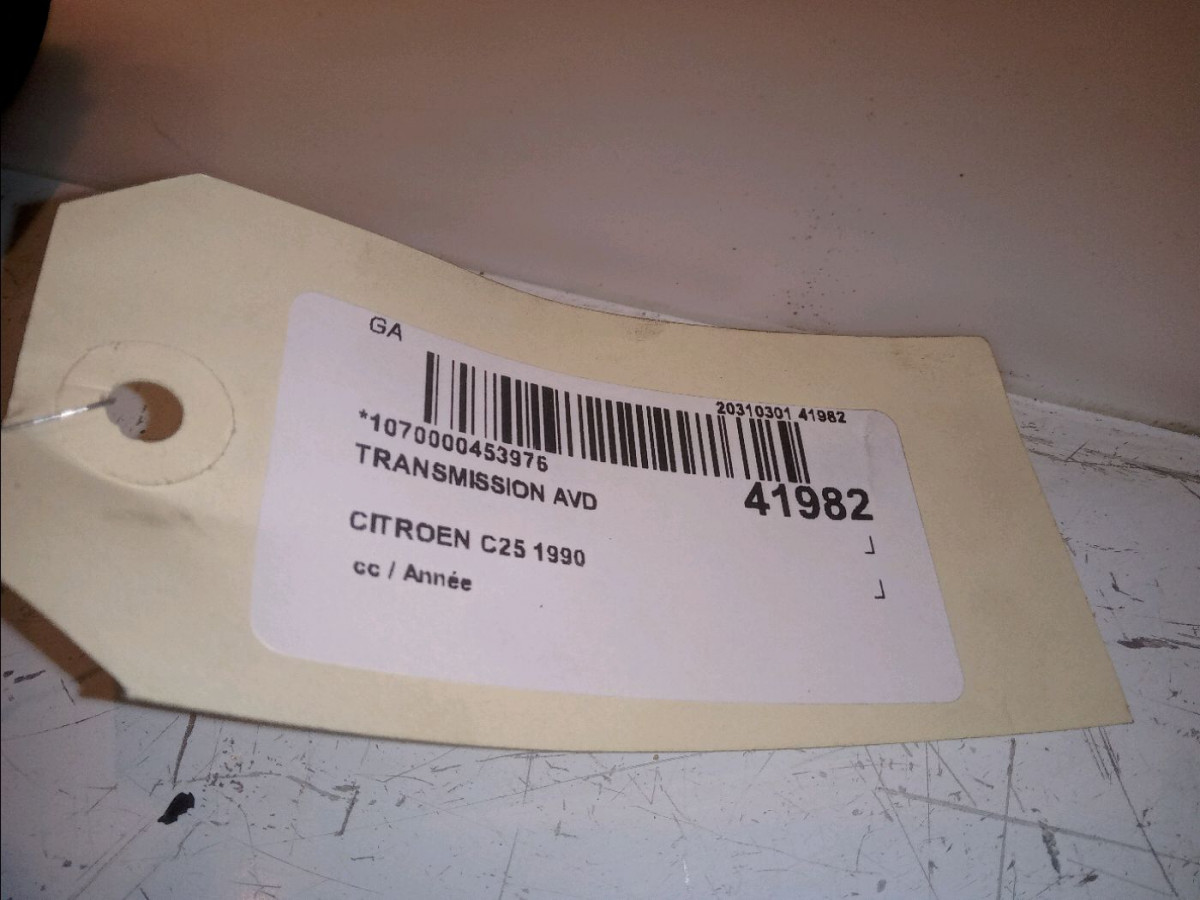 GA
20310301 41982
*1070000453976
TRANSMISSION AVD
41982
CITROEN C25 1990
cc / Année